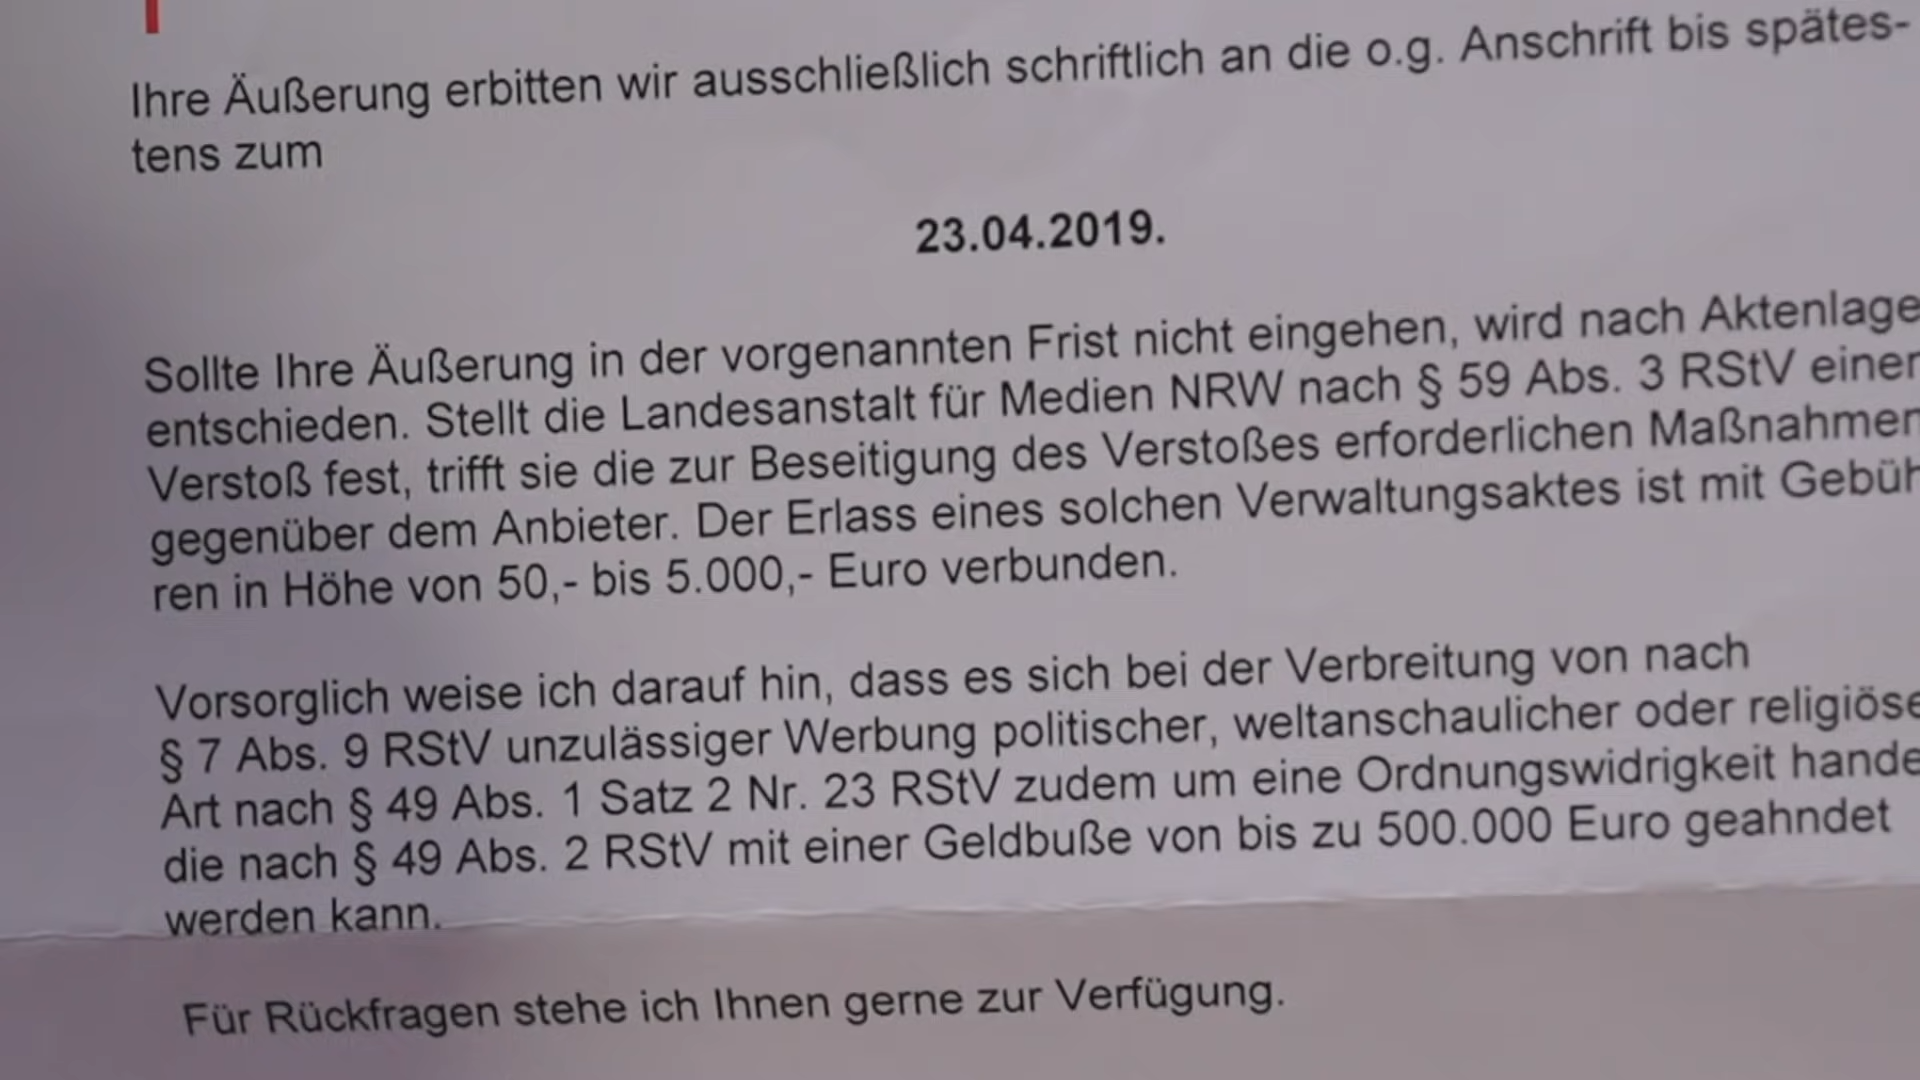 Ihre Äußerung erbitten wir ausschließlich schriftlich an die o.g. Anschrift bis spätes-
tens zum
23.04.2019.
Sollte Ihre Äußerung in der vorgenannten Frist nicht eingehen, wird nach Aktenlage
entschieden. Stellt die Landesanstalt für Medien NRW nach § 59 Abs. 3 RStV einen
Verstoß fest, trifft sie die zur Beseitigung des Verstoßes erforderlichen Maßnahmen
gegenüber dem Anbieter. Der Erlass eines solchen Verwaltungsaktes ist mit Gebüh
ren in Höhe von 50,- bis 5.000,- Euro verbunden.
Vorsorglich weise ich darauf hin, dass es sich bei der Verbreitung von nach
§ 7 Abs. 9 RStV unzulässiger Werbung politischer, weltanschaulicher oder religiöse
Art nach § 49 Abs. 1 Satz 2 Nr. 23 RStV zudem um eine Ordnungswidrigkeit hande
die nach § 49 Abs. 2 RStV mit einer Geldbuße von bis zu 500.000 Euro geahndet
werden kann.
Für Rückfragen stehe ich Ihnen gerne zur Verfügung.